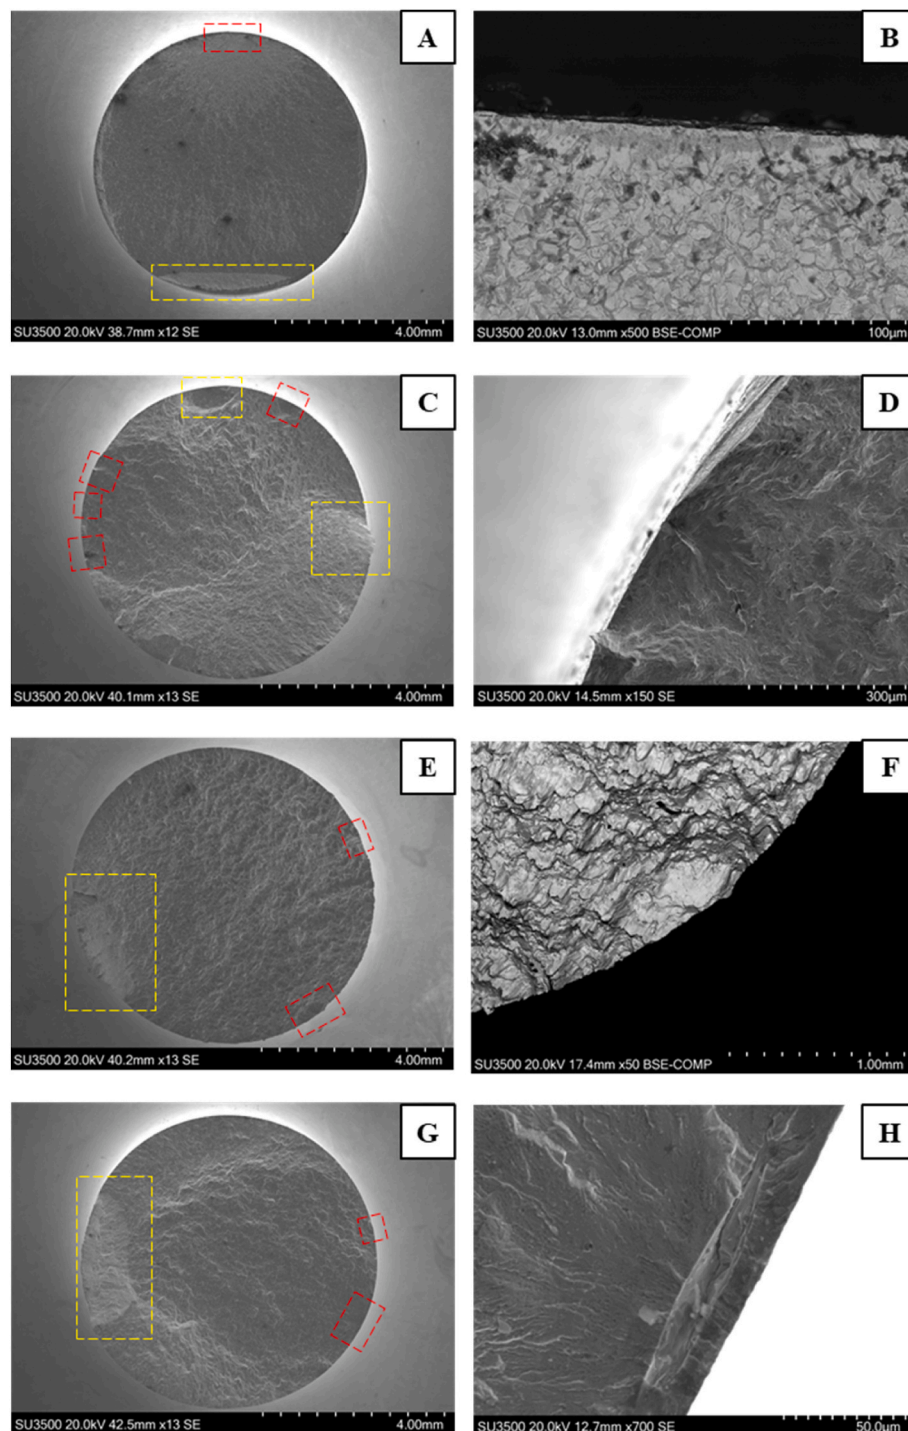 A
B
SU3500 20.0kV 38.7mm x12 SE 4.00mm
SU3500 20.0kV 13.0mm x500 BSE-COMP 100µm
C
D
SU3500 20.0kV 40.1mm x13 SE 4.00mm
SU3500 20.0kV 14.5mm x150 SE 300µm
E
F
SU3500 20.0kV 40.2mm x13 SE 4.00mm
SU3500 20.0kV 17.4mm x50 BSE-COMP 1.00mm
G
H
SU3500 20.0kV 42.5mm x13 SE 4.00mm
SU3500 20.0kV 12.7mm x700 SE 50.0µm